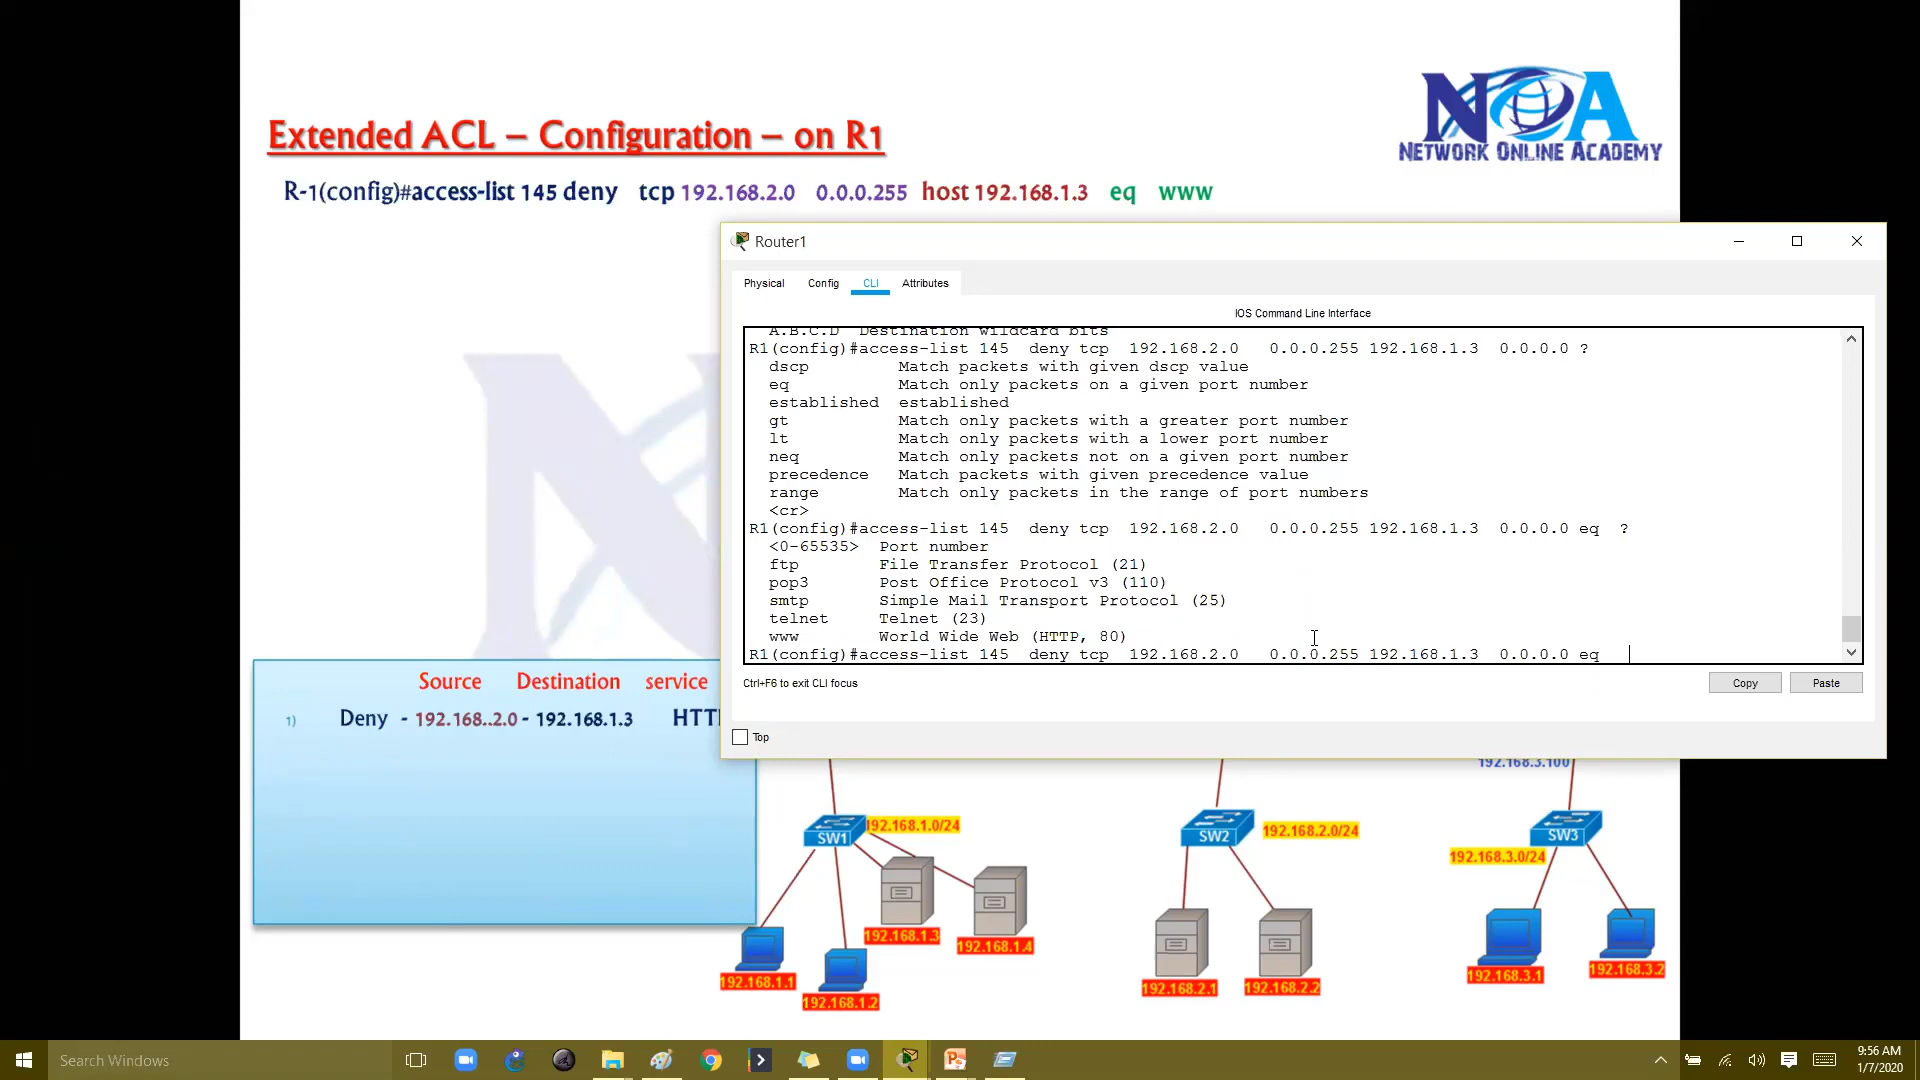 NOA
NETWORK ONLINE ACADEMY
Extended ACL – Configuration – on R1
R-1(config)#access-list 145 deny tcp 192.168.2.0 0.0.0.255 host 192.168.1.3 eq www
Router1
Physical Config CLI Attributes
IOS Command Line Interface
A.B.C.D Destination wildcard bits
R1(config)#access-list 145 deny tcp 192.168.2.0 0.0.0.255 192.168.1.3 0.0.0.0 ?
dscp Match packets with given dscp value
eq Match only packets on a given port number
established established
gt Match only packets with a greater port number
lt Match only packets with a lower port number
neq Match only packets not on a given port number
precedence Match packets with given precedence value
range Match only packets in the range of port numbers
<cr>
R1(config)#access-list 145 deny tcp 192.168.2.0 0.0.0.255 192.168.1.3 0.0.0.0 eq ?
<0-65535> Port number
ftp File Transfer Protocol (21)
pop3 Post Office Protocol v3 (110)
smtp Simple Mail Transport Protocol (25)
telnet Telnet (23)
www World Wide Web (HTTP, 80)
R1(config)#access-list 145 deny tcp 192.168.2.0 0.0.0.255 192.168.1.3 0.0.0.0 eq
Ctrl+F6 to exit CLI focus
Copy
Paste
Top
Source Destination service
1) Deny - 192.168..2.0 - 192.168.1.3
192.168.3.100
SW1
192.168.1.0/24
SW2
192.168.2.0/24
SW3
192.168.3.0/24
192.168.1.3
192.168.1.4
192.168.1.1
192.168.1.2
192.168.2.1
192.168.2.2
192.168.3.1
192.168.3.2
Search Windows
9:56 AM
1/7/2020